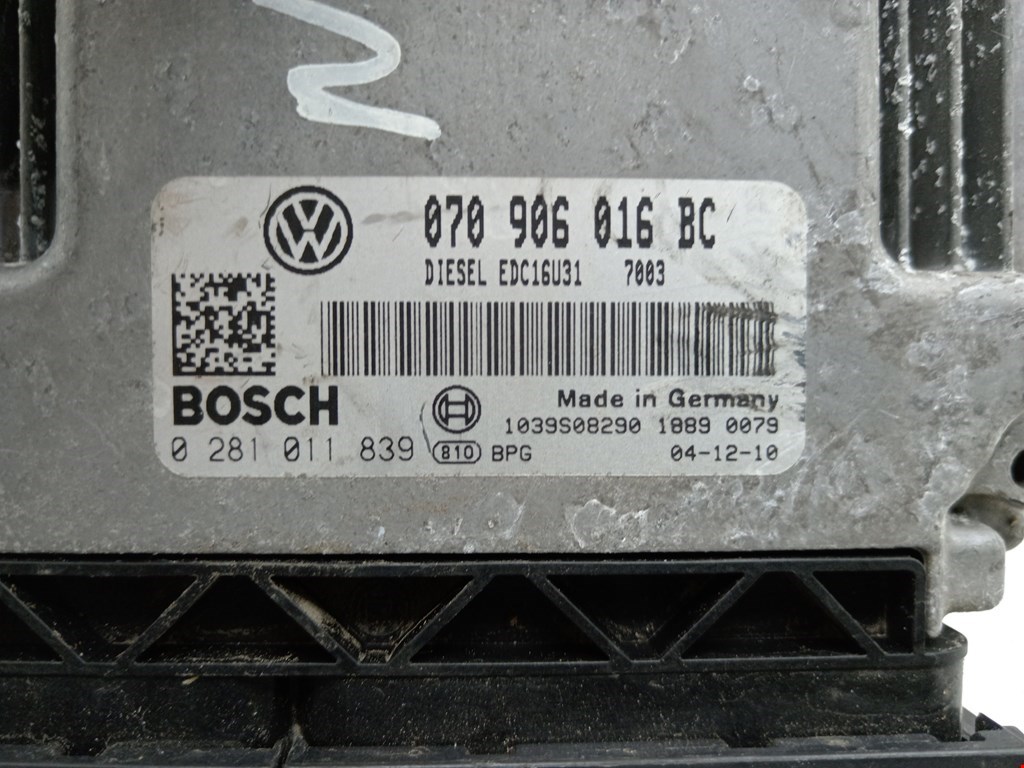 070 906 016 BC
DIESEL EDC16U31 7003
BOSCH
Made in Germany
1039S08290 1889 0079
0 281 011 839 810 BPG 04-12-10